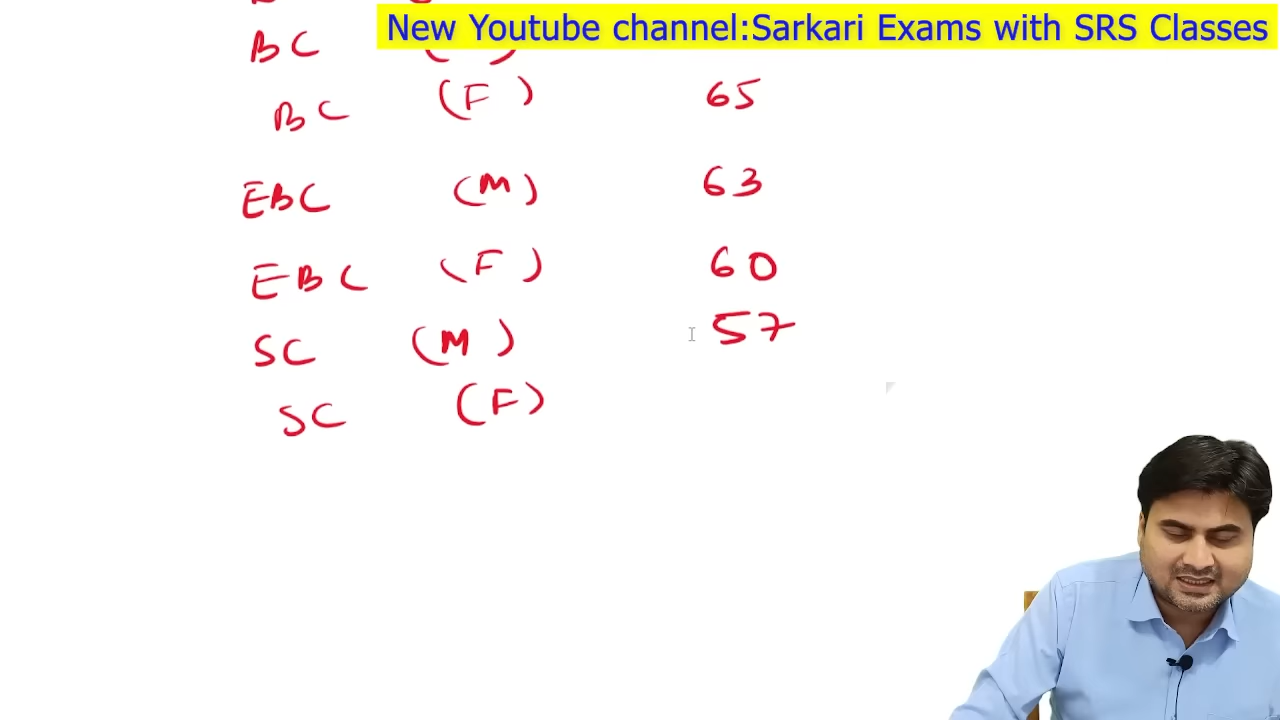 New Youtube channel:Sarkari Exams with SRS Classes
BC
BC (F) 65
EBC (M) 63
EBC (F) 60
SC (M) 57
SC (F)